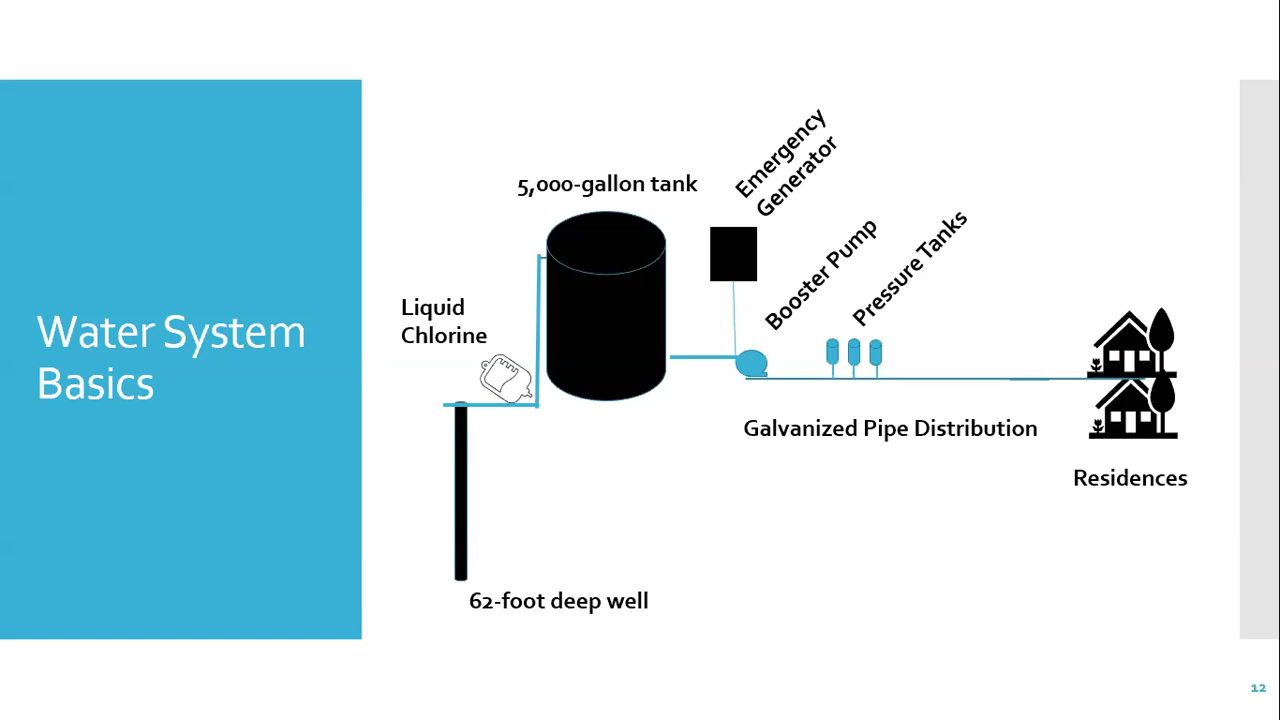 Water System
Basics
5,000-gallon tank
Emergency
Generator
Booster Pump
Pressure Tanks
Liquid
Chlorine
Galvanized Pipe Distribution
Residences
62-foot deep well
12